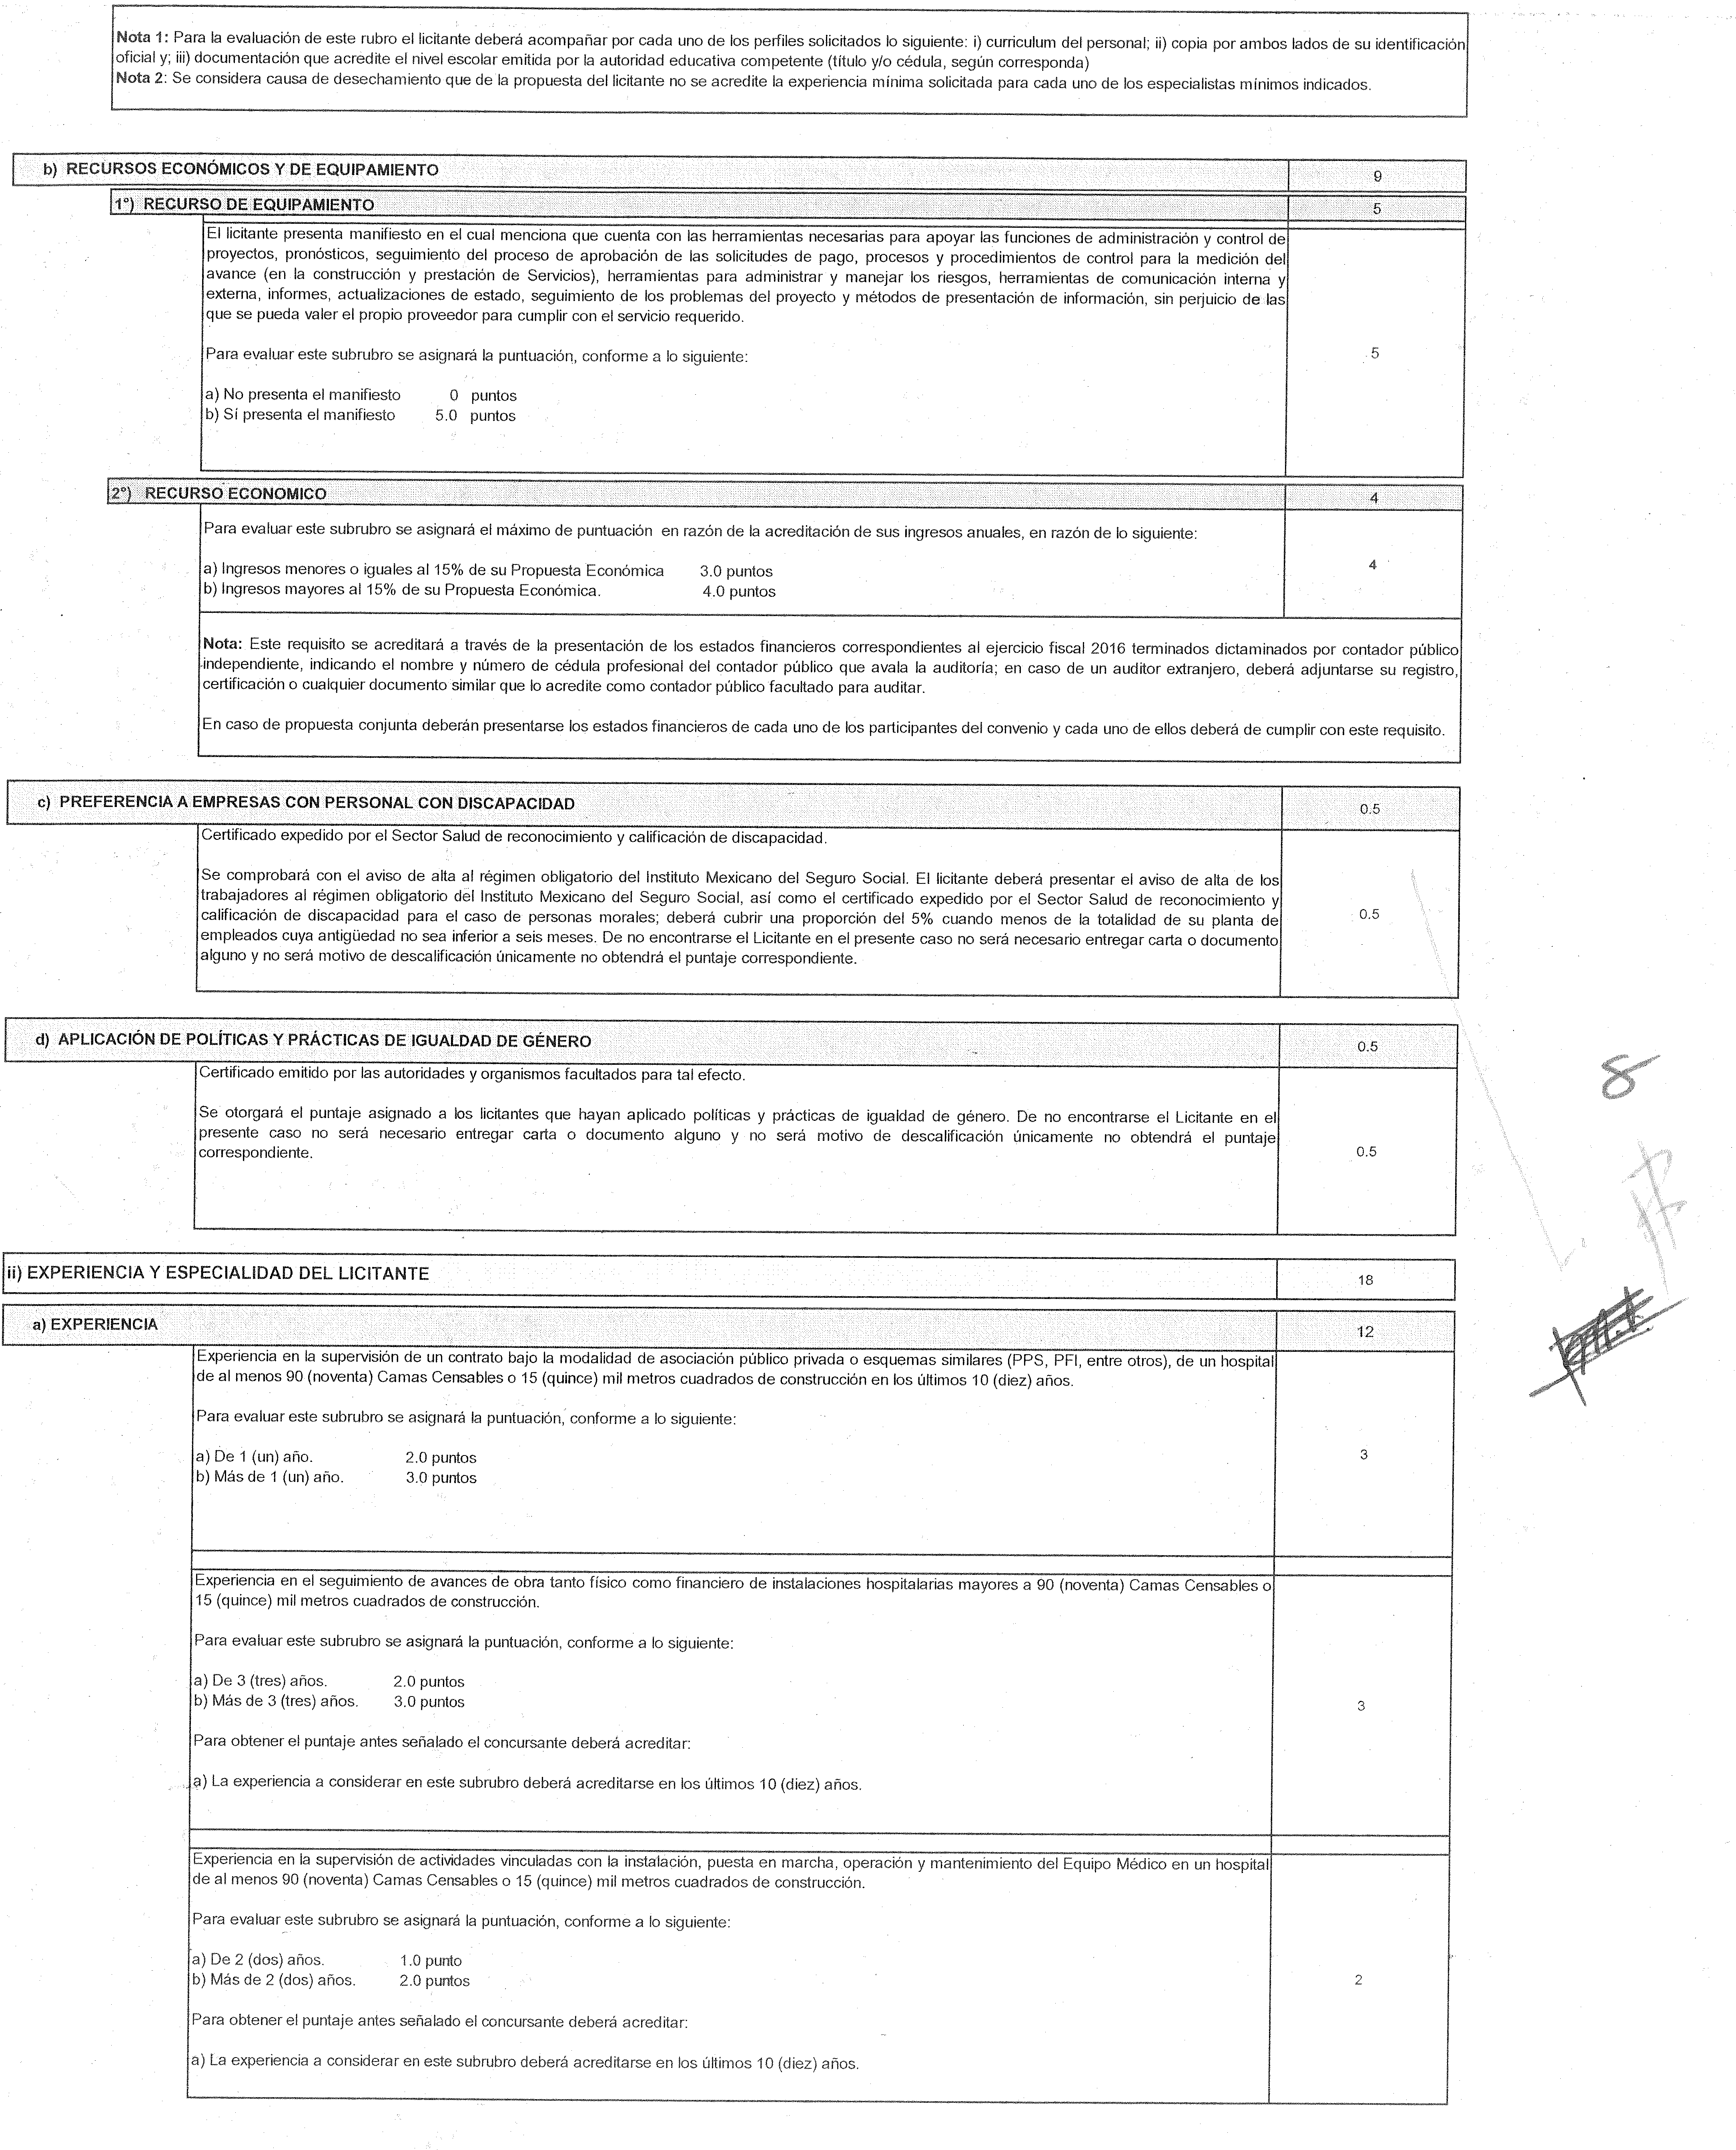 Nota 1: Para la evaluación de este rubro el licitante deberá acompañar por cada uno de los perfiles solicitados lo siguiente: i) curriculum del personal; ii) copia por ambos lados de su identificación
oficial y; iii) documentación que acredite el nivel escolar emitida por la autoridad educativa competente (título y/o cédula, según corresponda)
Nota 2: Se considera causa de desechamiento que de la propuesta del licitante no se acredite la experiencia mínima solicitada para cada uno de los especialistas mínimos indicados.
b) RECURSOS ECONÓMICOS Y DE EQUIPAMIENTO 9
1°) RECURSO DE EQUIPAMIENTO 5
El licitante presenta manifiesto en el cual menciona que cuenta con las herramientas necesarias para apoyar las funciones de administración y control de
proyectos, pronósticos, seguimiento del proceso de aprobación de las solicitudes de pago, procesos y procedimientos de control para la medición del
avance (en la construcción y prestación de Servicios), herramientas para administrar y manejar los riesgos, herramientas de comunicación interna y
externa, informes, actualizaciones de estado, seguimiento de los problemas del proyecto y métodos de presentación de información, sin perjuicio de las
que se pueda valer el propio proveedor para cumplir con el servicio requerido.
Para evaluar este subrubro se asignará la puntuación, conforme a lo siguiente:
5
a) No presenta el manifiesto 0 puntos
b) Sí presenta el manifiesto 5.0 puntos
2°) RECURSO ECONOMICO 4
Para evaluar este subrubro se asignará el máximo de puntuación en razón de la acreditación de sus ingresos anuales, en razón de lo siguiente:
4
a) Ingresos menores o iguales al 15% de su Propuesta Económica 3.0 puntos
b) Ingresos mayores al 15% de su Propuesta Económica. 4.0 puntos
Nota: Este requisito se acreditará a través de la presentación de los estados financieros correspondientes al ejercicio fiscal 2016 terminados dictaminados por contador público
independiente, indicando el nombre y número de cédula profesional del contador público que avala la auditoría; en caso de un auditor extranjero, deberá adjuntarse su registro,
certificación o cualquier documento similar que lo acredite como contador público facultado para auditar.
En caso de propuesta conjunta deberán presentarse los estados financieros de cada uno de los participantes del convenio y cada uno de ellos deberá de cumplir con este requisito.
c) PREFERENCIA A EMPRESAS CON PERSONAL CON DISCAPACIDAD 0.5
Certificado expedido por el Sector Salud de reconocimiento y calificación de discapacidad.
Se comprobará con el aviso de alta al régimen obligatorio del Instituto Mexicano del Seguro Social. El licitante deberá presentar el aviso de alta de los
trabajadores al régimen obligatorio del Instituto Mexicano del Seguro Social, así como el certificado expedido por el Sector Salud de reconocimiento y
calificación de discapacidad para el caso de personas morales; deberá cubrir una proporción del 5% cuando menos de la totalidad de su planta de
0.5
empleados cuya antigüedad no sea inferior a seis meses. De no encontrarse el Licitante en el presente caso no será necesario entregar carta o documento
alguno y no será motivo de descalificación únicamente no obtendrá el puntaje correspondiente.
d) APLICACIÓN DE POLÍTICAS Y PRÁCTICAS DE IGUALDAD DE GÉNERO 0.5
Certificado emitido por las autoridades y organismos facultados para tal efecto.
Se otorgará el puntaje asignado a los licitantes que hayan aplicado políticas y prácticas de igualdad de género. De no encontrarse el Licitante en el
presente caso no será necesario entregar carta o documento alguno y no será motivo de descalificación únicamente no obtendrá el puntaje
correspondiente.
0.5
ii) EXPERIENCIA Y ESPECIALIDAD DEL LICITANTE 18
a) EXPERIENCIA 12
Experiencia en la supervisión de un contrato bajo la modalidad de asociación público privada o esquemas similares (PPS, PFI, entre otros), de un hospital
de al menos 90 (noventa) Camas Censables o 15 (quince) mil metros cuadrados de construcción en los últimos 10 (diez) años.
Para evaluar este subrubro se asignará la puntuación, conforme a lo siguiente:
a) De 1 (un) año. 2.0 puntos
3
b) Más de 1 (un) año. 3.0 puntos
Experiencia en el seguimiento de avances de obra tanto físico como financiero de instalaciones hospitalarias mayores a 90 (noventa) Camas Censables o
15 (quince) mil metros cuadrados de construcción.
Para evaluar este subrubro se asignará la puntuación, conforme a lo siguiente:
a) De 3 (tres) años. 2.0 puntos
b) Más de 3 (tres) años. 3.0 puntos
3
Para obtener el puntaje antes señalado el concursante deberá acreditar:
a) La experiencia a considerar en este subrubro deberá acreditarse en los últimos 10 (diez) años.
Experiencia en la supervisión de actividades vinculadas con la instalación, puesta en marcha, operación y mantenimiento del Equipo Médico en un hospital
de al menos 90 (noventa) Camas Censables o 15 (quince) mil metros cuadrados de construcción.
Para evaluar este subrubro se asignará la puntuación, conforme a lo siguiente:
a) De 2 (dos) años. 1.0 punto
b) Más de 2 (dos) años. 2.0 puntos
2
Para obtener el puntaje antes señalado el concursante deberá acreditar:
a) La experiencia a considerar en este subrubro deberá acreditarse en los últimos 10 (diez) años.